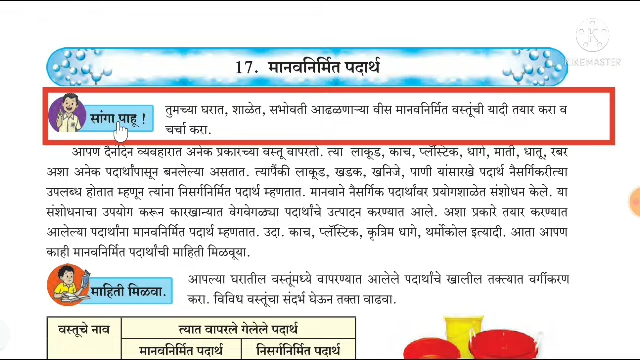 17. मानवनिर्मित पदार्थ
सांगा पाहू !
तुमच्या घरात, शाळेत, सभोवती आढळणाऱ्या वीस मानवनिर्मित वस्तूंची यादी तयार करा व
चर्चा करा.
आपण दैनंदिन व्यवहारात अनेक प्रकारच्या वस्तू वापरतो. त्या लाकूड, काच, प्लॅस्टिक, धागे, माती, धातू, रबर
अशा अनेक पदार्थांपासून बनलेल्या असतात. त्यापैकी लाकूड, खडक, खनिजे, पाणी यांसारखे पदार्थ नैसर्गिकरीत्या
उपलब्ध होतात म्हणून त्यांना निसर्गनिर्मित पदार्थ म्हणतात. मानवाने नैसर्गिक पदार्थांवर प्रयोगशाळेत संशोधन केले. या
संशोधनाचा उपयोग करून कारखान्यात वेगवेगळ्या पदार्थांचे उत्पादन करण्यात आले. अशा प्रकारे तयार करण्यात
आलेल्या पदार्थांना मानवनिर्मित पदार्थ म्हणतात. उदा. काच, प्लॅस्टिक, कृत्रिम धागे, थर्मोकोल इत्यादी. आता आपण
काही मानवनिर्मित पदार्थांची माहिती मिळवूया.
माहिती मिळवा.
आपल्या घरातील वस्तूंमध्ये वापरण्यात आलेले पदार्थांचे खालील तक्त्यात वर्गीकरण
करा. विविध वस्तूंचा संदर्भ घेऊन तक्ता वाढवा.
वस्तूचे नाव
त्यात वापरले गेलेले पदार्थ
मानवनिर्मित पदार्थ
निसर्गनिर्मित पदार्थ